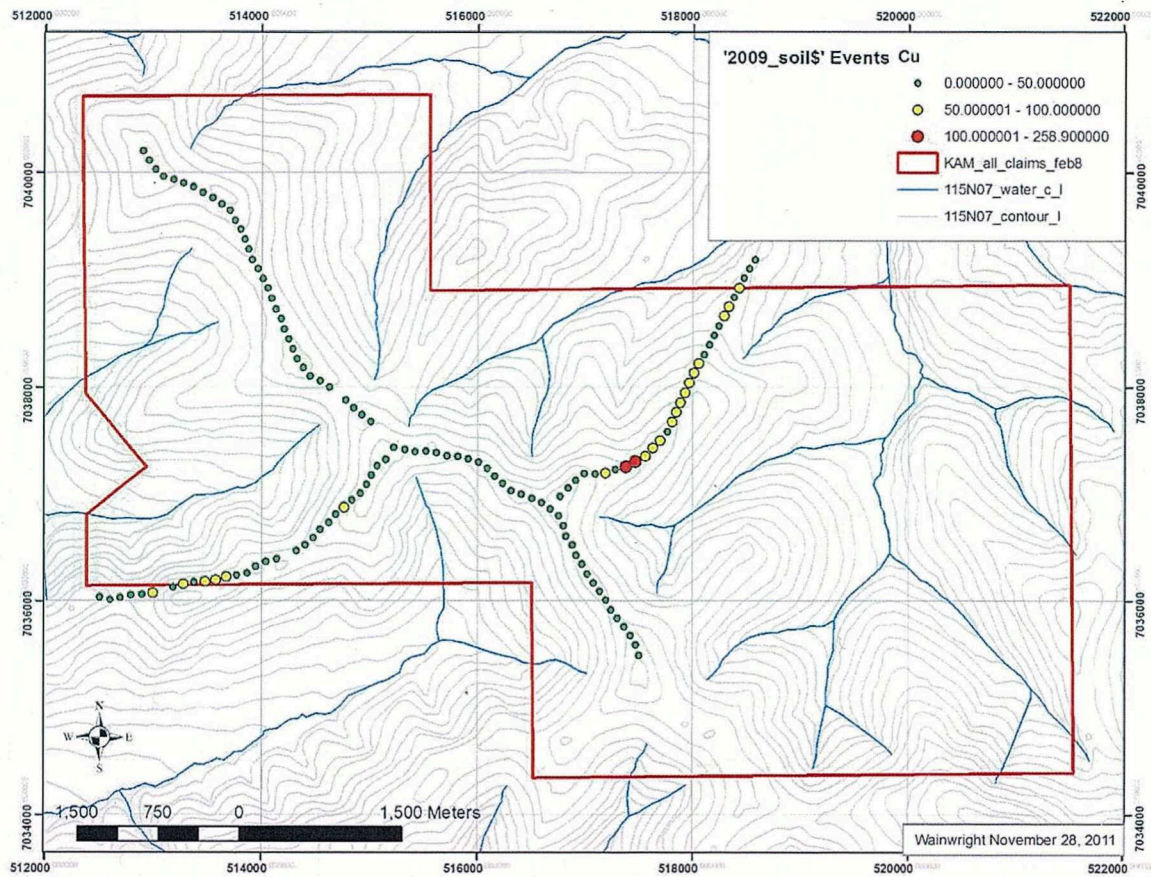 512000 514000 516000 518000 520000 522000
'2009_soil$' Events Cu
0.000000 - 50.000000
50.000001 - 100.000000
100.000001 - 258.900000
KAM_all_claims_feb8
115N07_water_c_l
115N07_contour_l
7040000 7040000
7038000 7038000
7036000 7036000
7034000 7034000
N
W E
S
1,500 750 0 1,500 Meters
Wainwright November 28, 2011
512000 514000 516000 518000 520000 522000